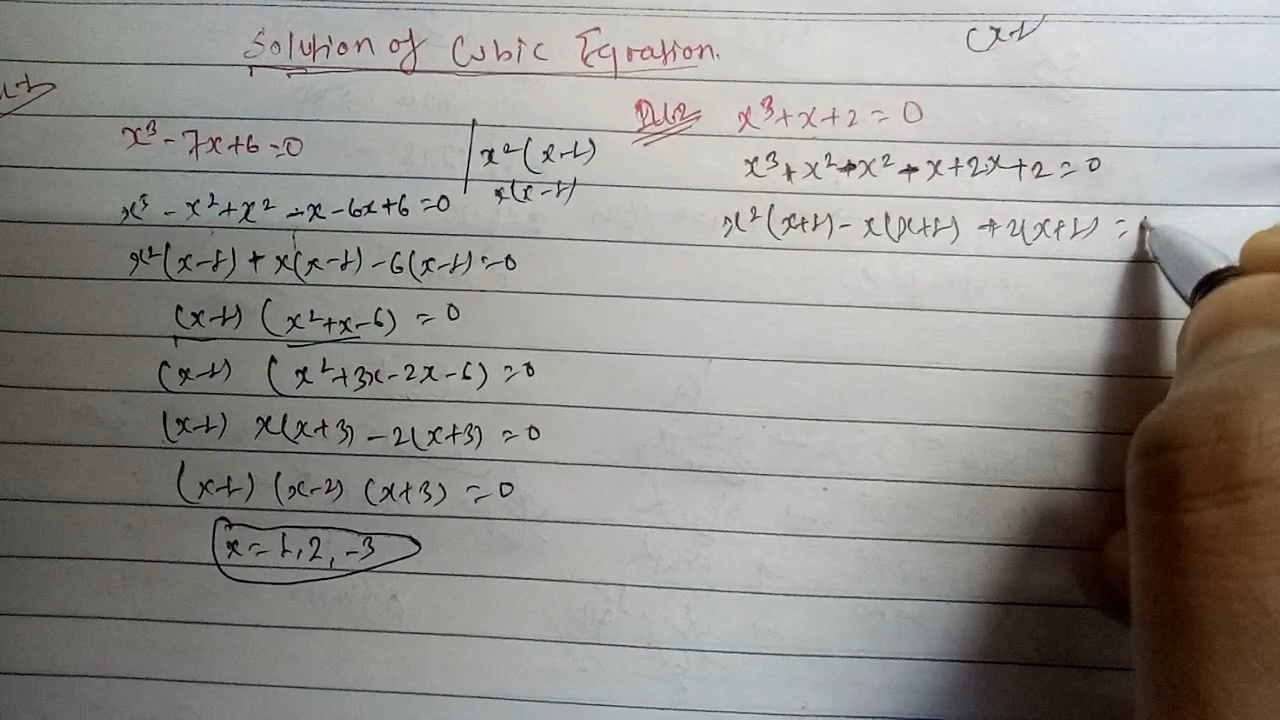 Solution of Cubic Equation.
(x-1
x³ - 7x+6=0
x²(x-1)
x(x-1)
x³ - x²+x² -x-6x+6=0
x²(x-1) + x(x-1) -6(x-1)=0
(x-1) (x²+x-6) = 0
(x-1) (x²+3x-2x-6) = 0
(x-1) x(x+3) -2(x+3) = 0
(x-1) (x-2) (x+3) = 0
x= 1, 2, -3
x³+x+2=0
x³+x²-x²-x+2x+2=0
x²(x+1) - x(x+1) +2(x+1) =